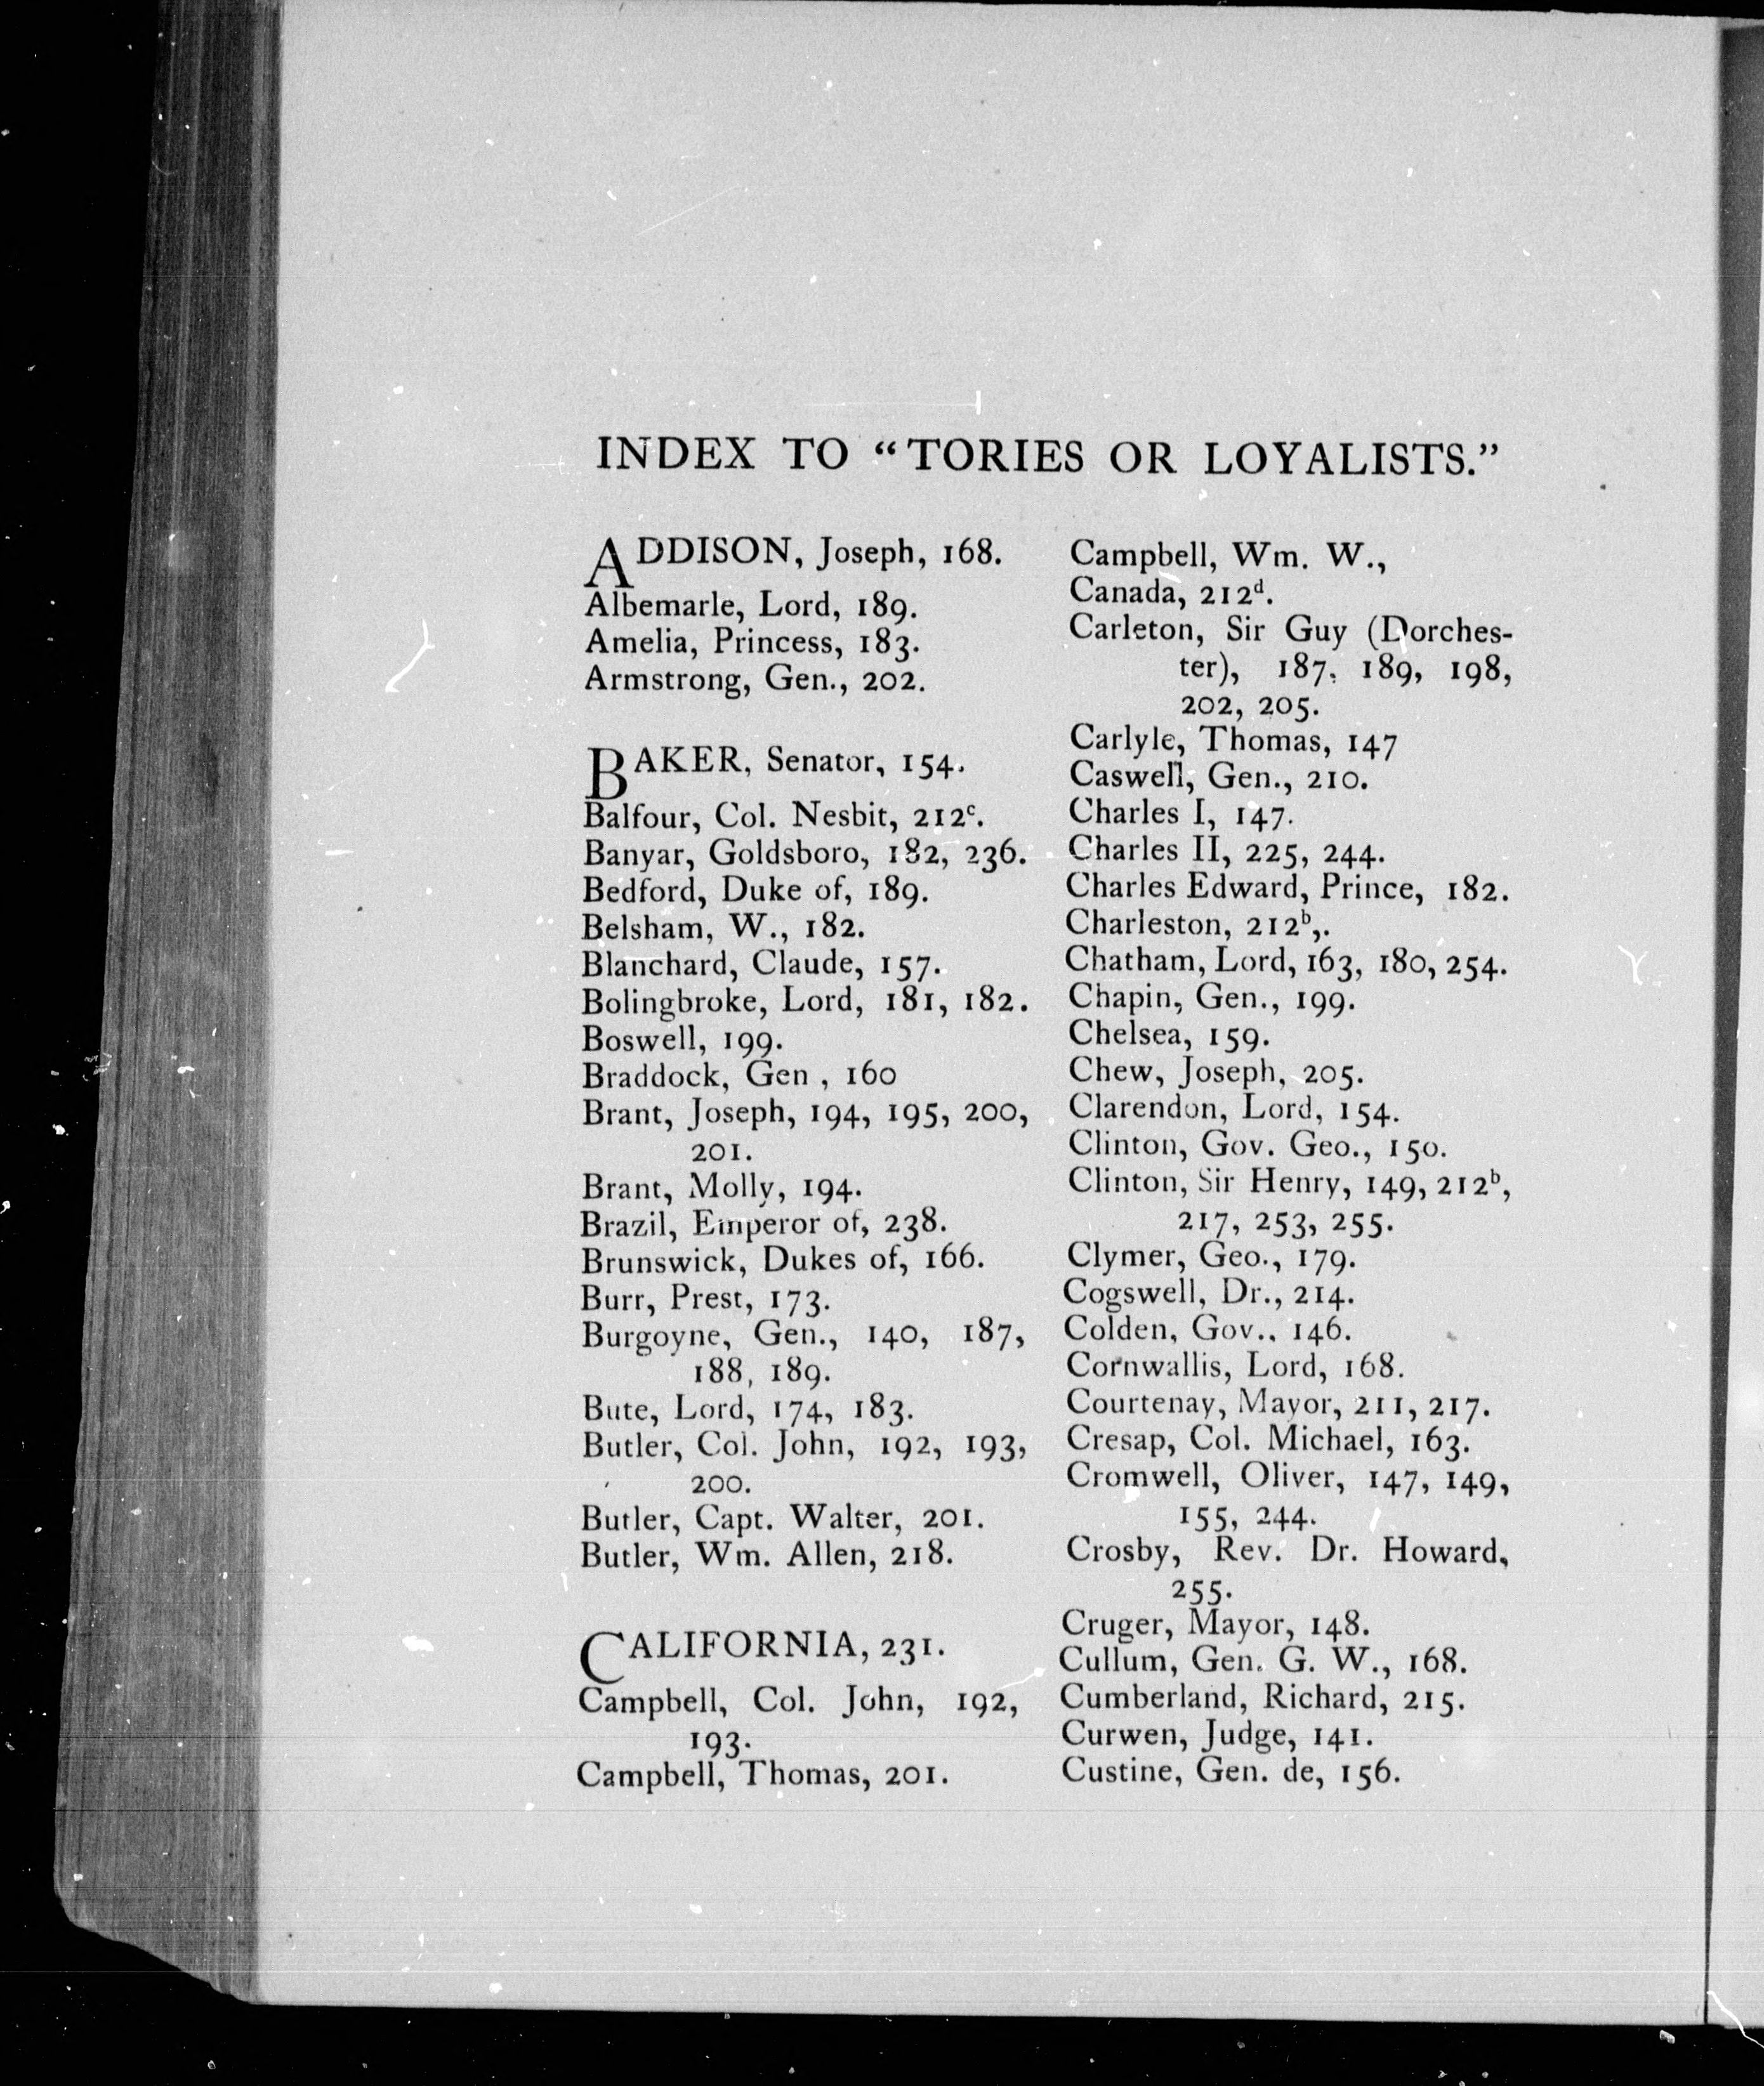 INDEX TO “TORIES OR LOYALISTS.”
ADDISON, Joseph, 168.
Albemarle, Lord, 189.
Amelia, Princess, 183.
Armstrong, Gen., 202.
BAKER, Senator, 154.
Balfour, Col. Nesbit, 212ᶜ.
Banyar, Goldsboro, 182, 236.
Bedford, Duke of, 189.
Belsham, W., 182.
Blanchard, Claude, 157.
Bolingbroke, Lord, 181, 182.
Boswell, 199.
Braddock, Gen , 160
Brant, Joseph, 194, 195, 200,
201.
Brant, Molly, 194.
Brazil, Emperor of, 238.
Brunswick, Dukes of, 166.
Burr, Prest, 173.
Burgoyne, Gen., 140, 187,
188, 189.
Bute, Lord, 174, 183.
Butler, Col. John, 192, 193,
200.
Butler, Capt. Walter, 201.
Butler, Wm. Allen, 218.
CALIFORNIA, 231.
Campbell, Col. John, 192,
193.
Campbell, Thomas, 201.
Campbell, Wm. W.,
Canada, 212ᵈ.
Carleton, Sir Guy (Dorches-
ter), 187, 189, 198,
202, 205.
Carlyle, Thomas, 147
Caswell, Gen., 210.
Charles I, 147.
Charles II, 225, 244.
Charles Edward, Prince, 182.
Charleston, 212ᵇ,.
Chatham, Lord, 163, 180, 254.
Chapin, Gen., 199.
Chelsea, 159.
Chew, Joseph, 205.
Clarendon, Lord, 154.
Clinton, Gov. Geo., 150.
Clinton, Sir Henry, 149, 212ᵇ,
217, 253, 255.
Clymer, Geo., 179.
Cogswell, Dr., 214.
Colden, Gov., 146.
Cornwallis, Lord, 168.
Courtenay, Mayor, 211, 217.
Cresap, Col. Michael, 163.
Cromwell, Oliver, 147, 149,
155, 244.
Crosby, Rev. Dr. Howard,
255.
Cruger, Mayor, 148.
Cullum, Gen. G. W., 168.
Cumberland, Richard, 215.
Curwen, Judge, 141.
Custine, Gen. de, 156.